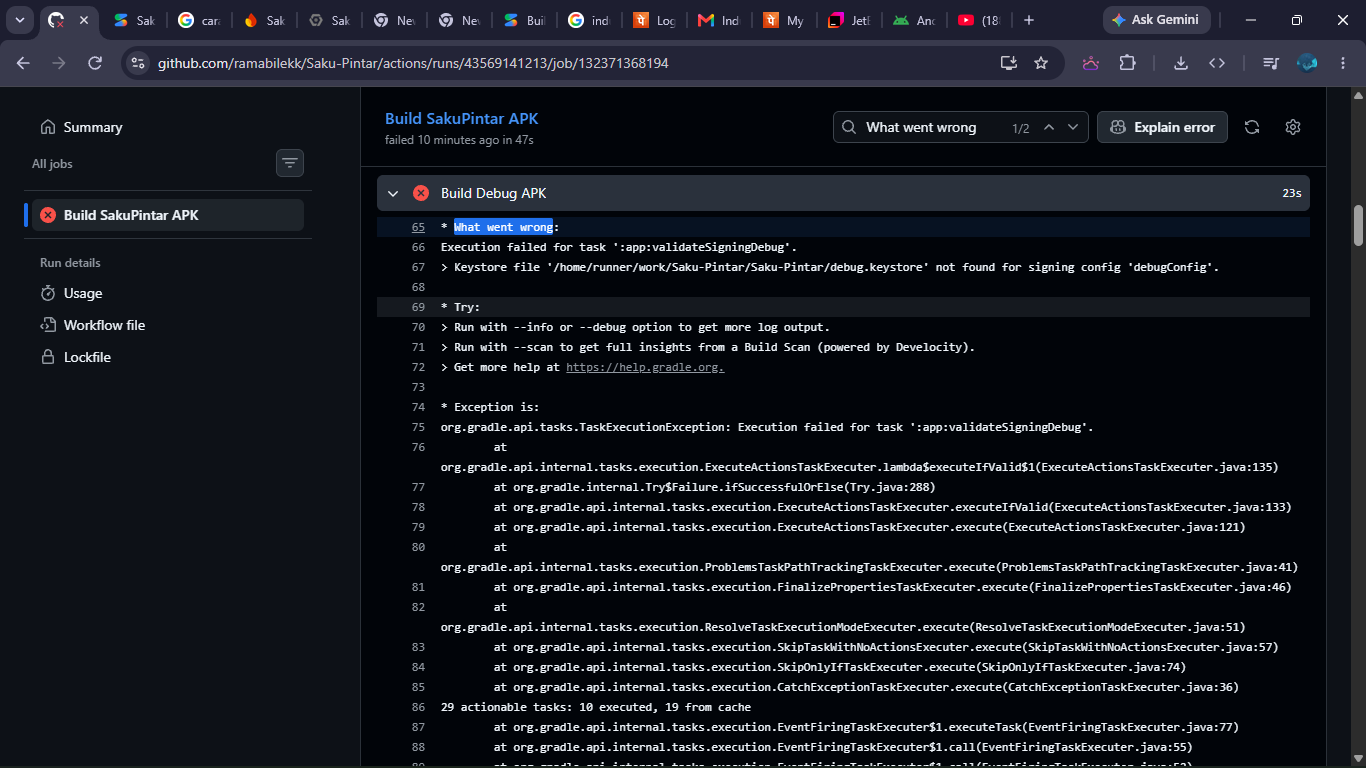 Sak
cara
Sak
Sak
Nev
Nev
Buil
indo
Log
Ind
My
JetB
And
(18
Ask Gemini
github.com/ramabilekk/Saku-Pintar/actions/runs/43569141213/job/132371368194
Summary
All jobs
Build SakuPintar APK
Run details
Usage
Workflow file
Lockfile
Build SakuPintar APK
failed 10 minutes ago in 47s
What went wrong 1/2
Explain error
Build Debug APK 23s
65 * What went wrong:
66 Execution failed for task ':app:validateSigningDebug'.
67 > Keystore file '/home/runner/work/Saku-Pintar/Saku-Pintar/debug.keystore' not found for signing config 'debugConfig'.
68
69 * Try:
70 > Run with --info or --debug option to get more log output.
71 > Run with --scan to get full insights from a Build Scan (powered by Develocity).
72 > Get more help at https://help.gradle.org.
73
74 * Exception is:
75 org.gradle.api.tasks.TaskExecutionException: Execution failed for task ':app:validateSigningDebug'.
76 at
org.gradle.api.internal.tasks.execution.ExecuteActionsTaskExecuter.lambda$executeIfValid$1(ExecuteActionsTaskExecuter.java:135)
77 at org.gradle.internal.Try$Failure.ifSuccessfulOrElse(Try.java:288)
78 at org.gradle.api.internal.tasks.execution.ExecuteActionsTaskExecuter.executeIfValid(ExecuteActionsTaskExecuter.java:133)
79 at org.gradle.api.internal.tasks.execution.ExecuteActionsTaskExecuter.execute(ExecuteActionsTaskExecuter.java:121)
80 at
org.gradle.api.internal.tasks.execution.ProblemsTaskPathTrackingTaskExecuter.execute(ProblemsTaskPathTrackingTaskExecuter.java:41)
81 at org.gradle.api.internal.tasks.execution.FinalizePropertiesTaskExecuter.execute(FinalizePropertiesTaskExecuter.java:46)
82 at
org.gradle.api.internal.tasks.execution.ResolveTaskExecutionModeExecuter.execute(ResolveTaskExecutionModeExecuter.java:51)
83 at org.gradle.api.internal.tasks.execution.SkipTaskWithNoActionsExecuter.execute(SkipTaskWithNoActionsExecuter.java:57)
84 at org.gradle.api.internal.tasks.execution.SkipOnlyIfTaskExecuter.execute(SkipOnlyIfTaskExecuter.java:74)
85 at org.gradle.api.internal.tasks.execution.CatchExceptionTaskExecuter.execute(CatchExceptionTaskExecuter.java:36)
86 29 actionable tasks: 10 executed, 19 from cache
87 at org.gradle.api.internal.tasks.execution.EventFiringTaskExecuter$1.executeTask(EventFiringTaskExecuter.java:77)
88 at org.gradle.api.internal.tasks.execution.EventFiringTaskExecuter$1.call(EventFiringTaskExecuter.java:55)